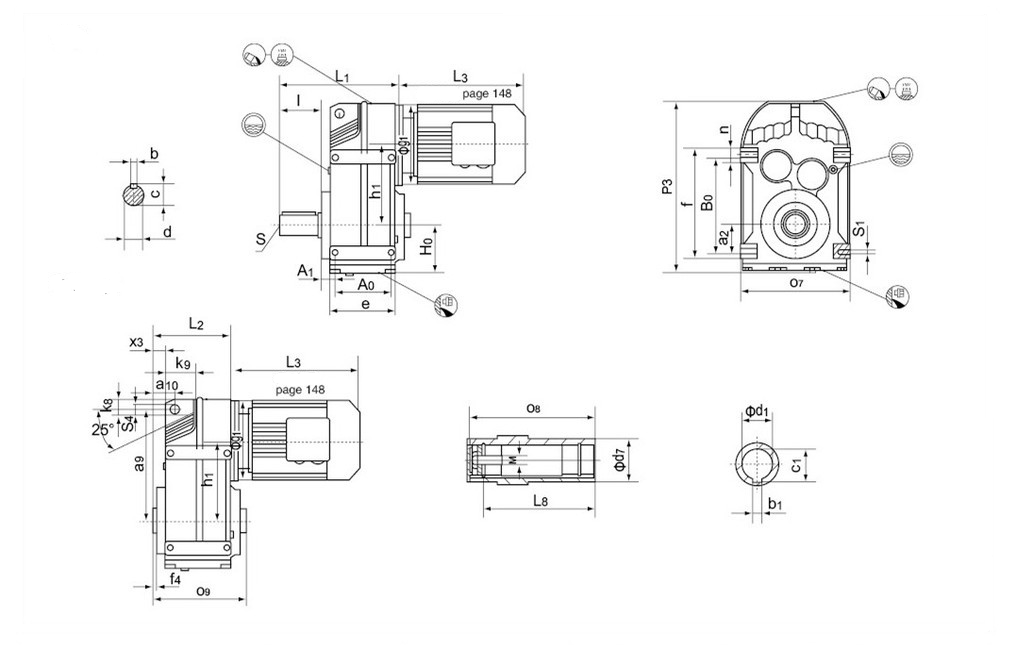 L1
L3
page 148
l
n
b
c
d
Φg1
h1
S
H0
A1
A0
e
P3
f
B0
a2
S1
O7
L2
x3
k9
a10
L3
page 148
k8
S4
25°
Φg1
a9
h1
f4
O9
O8
M
Φd7
L8
Φd1
c1
b1